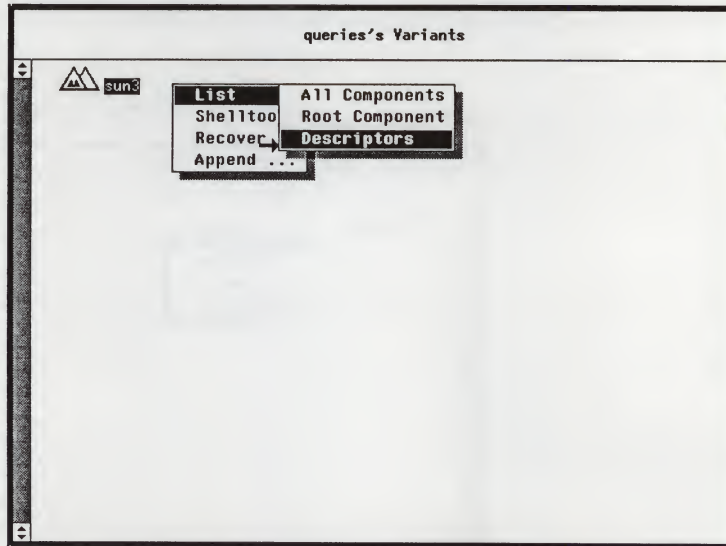 queries's Variants
sun3
List
All Components
Shelltoo
Root Component
Recover
Descriptors
Append ...